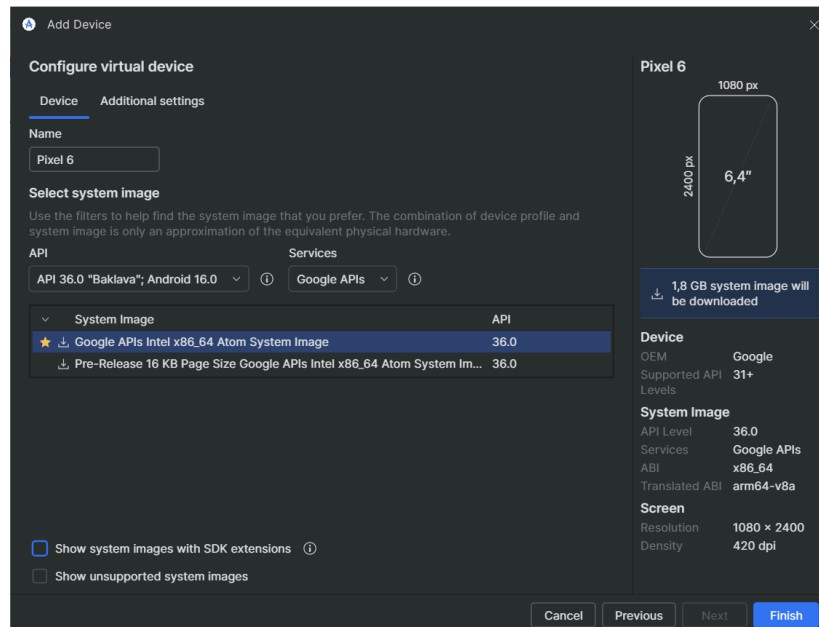 Add Device
Configure virtual device
Device Additional settings
Name
Pixel 6
Select system image
Use the filters to help find the system image that you prefer. The combination of device profile and
system image is only an approximation of the equivalent physical hardware.
API Services
API 36.0 "Baklava"; Android 16.0 Google APIs
System Image API
Google APIs Intel x86_64 Atom System Image 36.0
Pre-Release 16 KB Page Size Google APIs Intel x86_64 Atom System Im... 36.0
Show system images with SDK extensions
Show unsupported system images
Pixel 6
1080 px
2400 px
6,4"
1,8 GB system image will
be downloaded
Device
OEM Google
Supported API 31+
Levels
System Image
API Level 36.0
Services Google APIs
ABI x86_64
Translated ABI arm64-v8a
Screen
Resolution 1080 × 2400
Density 420 dpi
Cancel Previous Next Finish